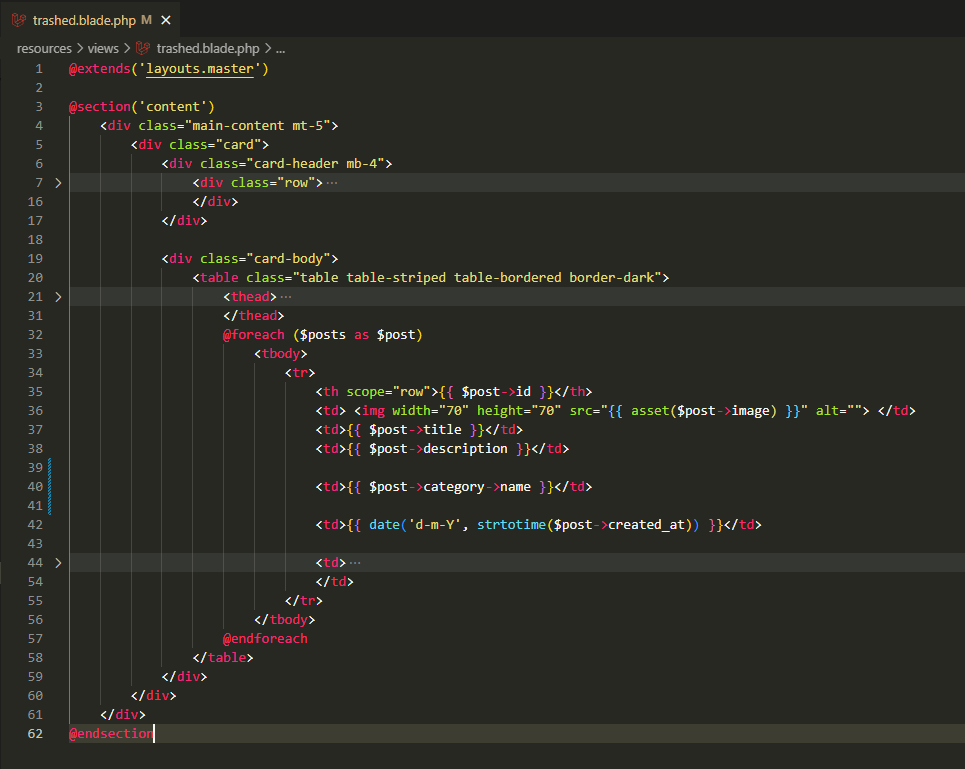 trashed.blade.php M ×
resources > views > trashed.blade.php > ...
1 @extends('layouts.master')
2
3 @section('content')
4 <div class="main-content mt-5">
5 <div class="card">
6 <div class="card-header mb-4">
7 > <div class="row">···
16 </div>
17 </div>
18
19 <div class="card-body">
20 <table class="table table-striped table-bordered border-dark">
21 > <thead>···
31 </thead>
32 @foreach ($posts as $post)
33 <tbody>
34 <tr>
35 <th scope="row">{{ $post->id }}</th>
36 <td> <img width="70" height="70" src="{{ asset($post->image) }}" alt=""> </td>
37 <td>{{ $post->title }}</td>
38 <td>{{ $post->description }}</td>
39
40 <td>{{ $post->category->name }}</td>
41
42 <td>{{ date('d-m-Y', strtotime($post->created_at)) }}</td>
43
44 > <td>···
54 </td>
55 </tr>
56 </tbody>
57 @endforeach
58 </table>
59 </div>
60 </div>
61 </div>
62 @endsection